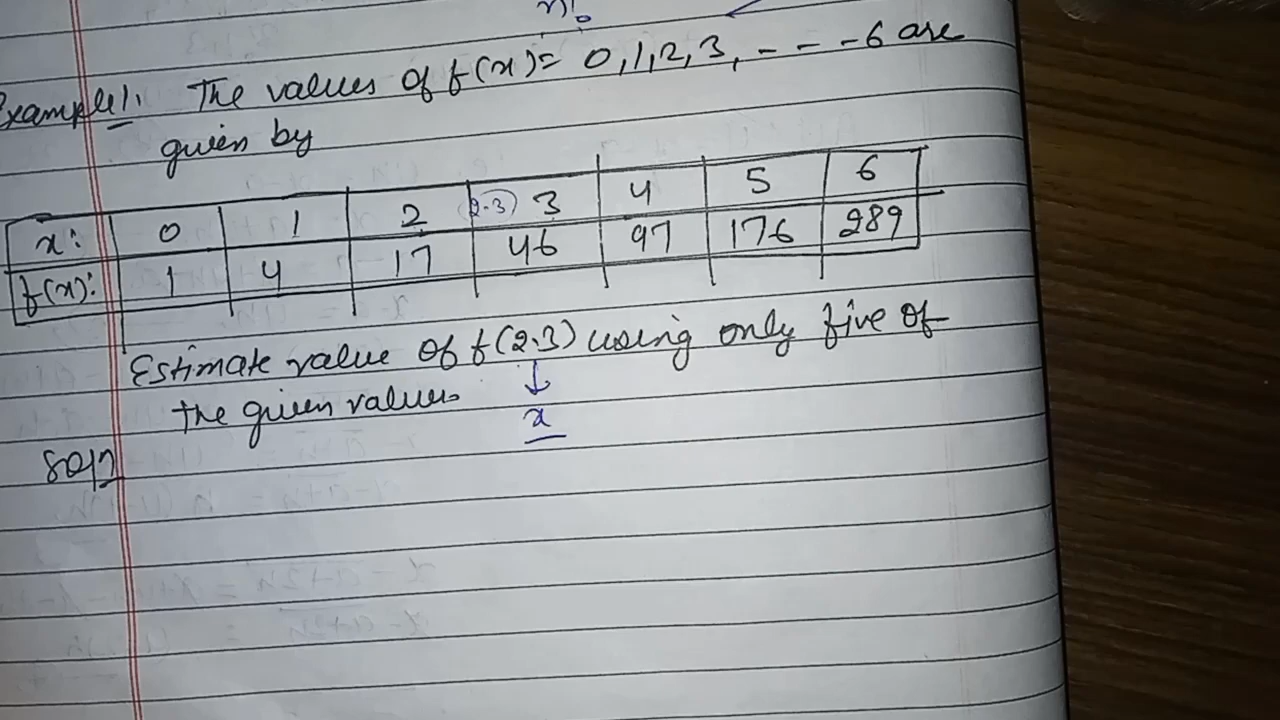 Example 1. The values of f(x) = 0, 1, 2, 3, - - - 6 are
given by
x: 0 1 2 (2.3) 3 4 5 6
f(x): 1 4 17 46 97 176 289
Estimate value of f(2.3) using only five of
the given values
↓
x
Soln